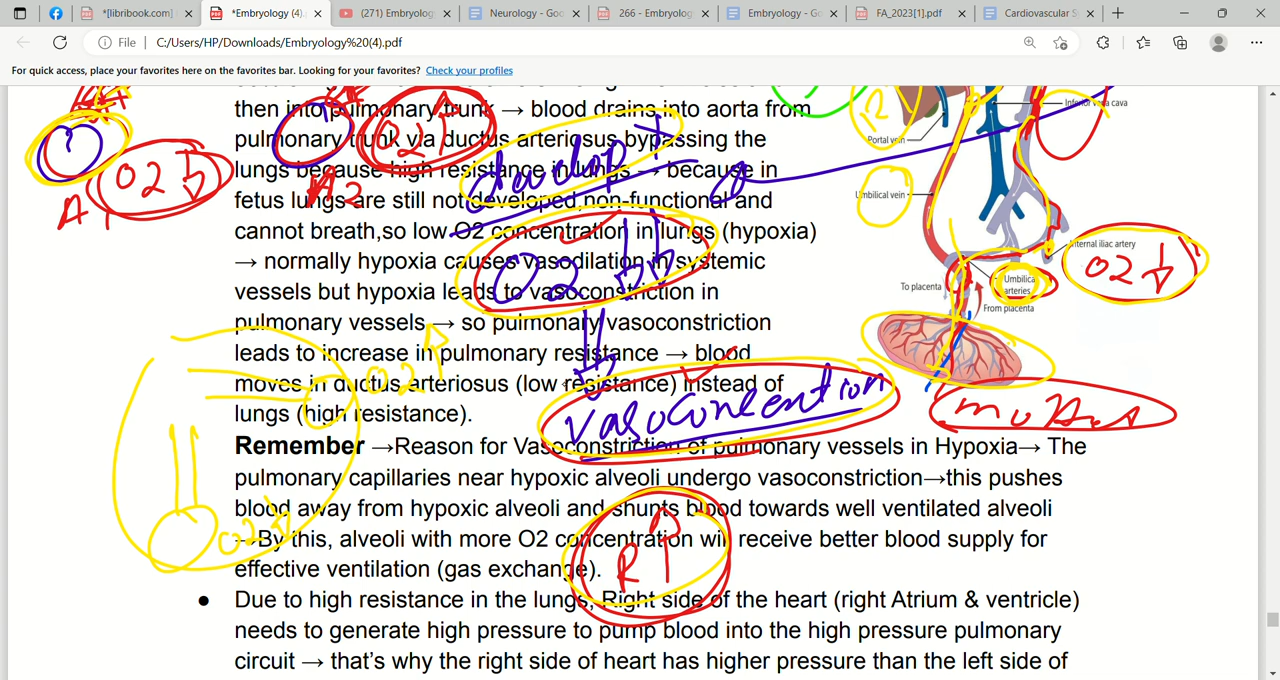 *[libribook.com]
*Embryology (4).
(271) Embryolog
Neurology - Goo
266 - Embryolog
Embryology - Go
FA_2023[1].pdf
Cardiovascular S
File
C:/Users/HP/Downloads/Embryology%20(4).pdf
For quick access, place your favorites here on the favorites bar. Looking for your favorites? Check your profiles
then into pulmonary trunk → blood drains into aorta from
pulmonary trunk via ductus arteriosus bypassing the
lungs because high resistance in lungs → because in
fetus lungs are still not developed,non-functional and
cannot breath,so low O2 concentration in lungs (hypoxia)
→ normally hypoxia causes vasodilation in systemic
vessels but hypoxia leads to vasoconstriction in
pulmonary vessels → so pulmonary vasoconstriction
leads to increase in pulmonary resistance → blood
moves in ductus arteriosus (low resistance) instead of
lungs (high resistance).
Remember →Reason for Vasoconstriction of pulmonary vessels in Hypoxia→ The
pulmonary capillaries near hypoxic alveoli undergo vasoconstriction→this pushes
blood away from hypoxic alveoli and shunts blood towards well ventilated alveoli
→By this, alveoli with more O2 concentration will receive better blood supply for
effective ventilation (gas exchange).
● Due to high resistance in the lungs, Right side of the heart (right Atrium & ventricle)
needs to generate high pressure to pump blood into the high pressure pulmonary
circuit → that's why the right side of heart has higher pressure than the left side of
Inferior vena cava
Portal vein
Umbilical vein
Internal iliac artery
Umbilical
arteries
To placenta
From placenta
?
O2 ↓
A1
A2
O2 ↑
develop
O2 ↓↓
O2 ↓
O2 ↑
O2 ↓
R ↑